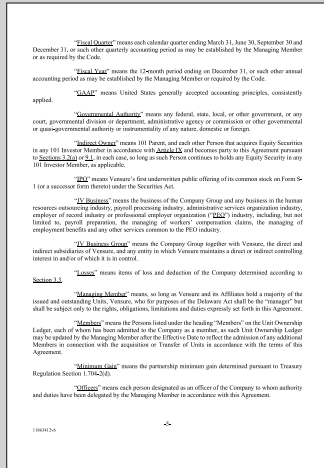 "Fiscal Quarter" means each calendar quarter ending March 31, June 30, September 30 and
December 31, or such other quarterly accounting period as may be established by the Managing Member
or as required by the Code.
"Fiscal Year" means the 12-month period ending on December 31, or such other annual
accounting period as may be established by the Managing Member or required by the Code.
"GAAP" means United States generally accepted accounting principles, consistently
applied.
"Governmental Authority" means any federal, state, local, or other government, or any
court, governmental division or department, administrative agency or commission or other governmental
or quasi-governmental authority or instrumentality of any nature, domestic or foreign.
"Indirect Owner" means 101 Parent, and each other Person that acquires Equity Securities
in any 101 Investor Member in accordance with Article IX and becomes party to this Agreement pursuant
to Sections 3.2(a) or 9.1, in each case, so long as such Person continues to holds any Equity Security in any
101 Investor Member, as applicable.
"IPO" means Vensure's first underwritten public offering of its common stock on Form S-
1 (or a successor form thereto) under the Securities Act.
"JV Business" means the business of the Company Group and any business in the human
resources outsourcing industry, payroll processing industry, administrative services organization industry,
employer of record industry or professional employer organization ("PEO") industry, including, but not
limited to, payroll preparation, the managing of workers' compensation claims, the managing of
employment benefits and any other services common to the PEO industry.
"JV Business Group" means the Company Group together with Vensure, the direct and
indirect subsidiaries of Vensure, and any entity in which Vensure maintains a direct or indirectly controlling
interest in and/or of which it is in control.
"Losses" means items of loss and deduction of the Company determined according to
Section 3.3.
"Managing Member" means, so long as Vensure and its Affiliates hold a majority of the
issued and outstanding Units, Vensure, who for purposes of the Delaware Act shall be the "manager" but
shall be subject only to the rights, obligations, limitations and duties expressly set forth in this Agreement.
"Members" means the Persons listed under the heading "Members" on the Unit Ownership
Ledger, each of whom has been admitted to the Company as a member, as such Unit Ownership Ledger
may be updated by the Managing Member after the Effective Date to reflect the admission of any additional
Members in connection with the acquisition or Transfer of Units in accordance with the terms of this
Agreement.
"Minimum Gain" means the partnership minimum gain determined pursuant to Treasury
Regulation Section 1.704-2(d).
"Officers" means each person designated as an officer of the Company to whom authority
and duties have been delegated by the Managing Member in accordance with this Agreement.